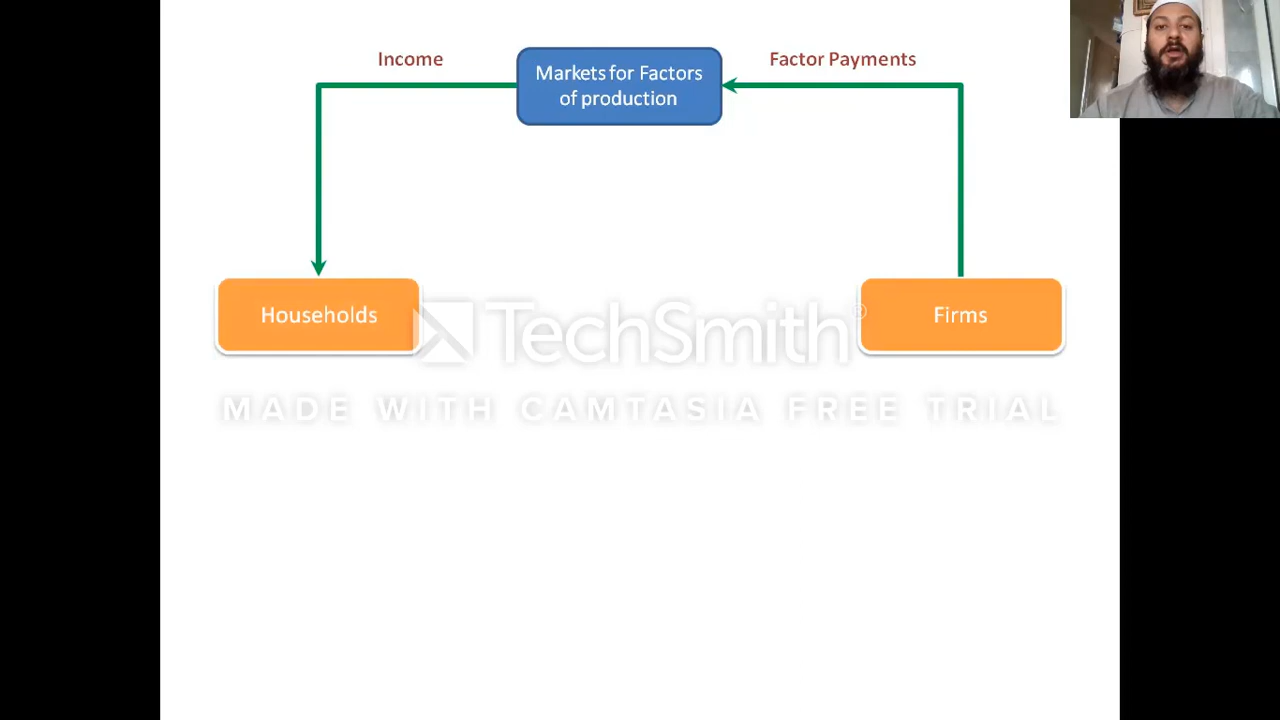 Income
Markets for Factors
of production
Factor Payments
Households
Firms
TechSmith®
MADE WITH CAMTASIA FREE TRIAL